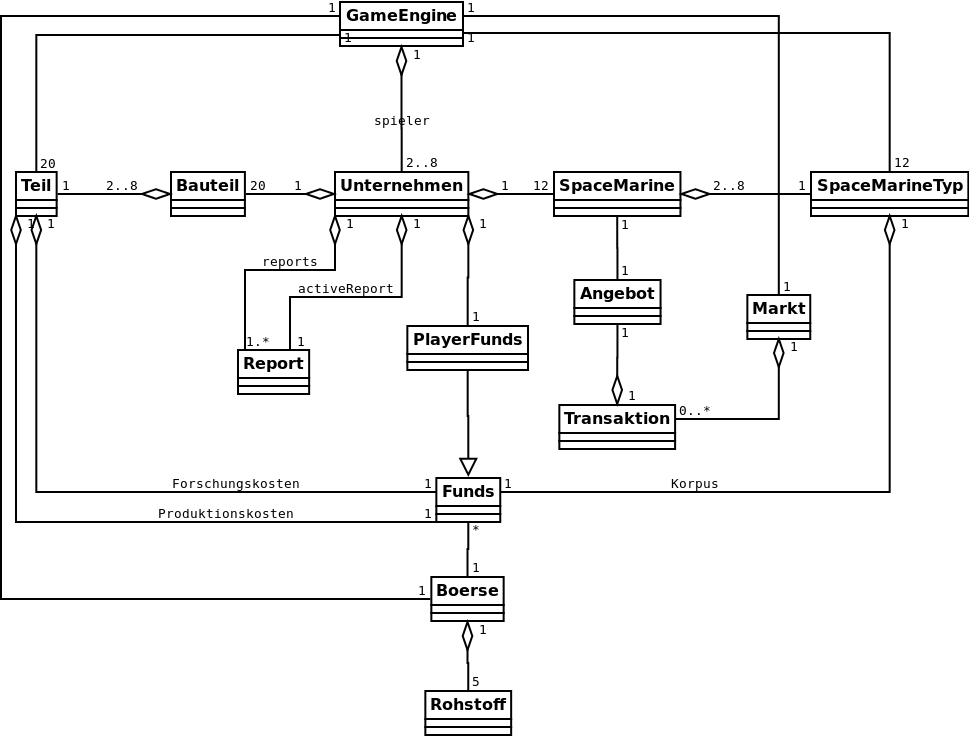 1 GameEngine 1
1 1
1
spieler
20 2..8 12
Teil 1 2..8 Bauteil 20 1 Unternehmen 1 12 SpaceMarine 2..8 1 SpaceMarineTyp
1 1 1 1 1 1 1
reports
1 1
activeReport
Angebot
Markt
1..* 1 1 1 1
Report PlayerFunds
1
0..*
Transaktion
Forschungskosten 1 Funds 1 Korpus
Produktionskosten 1
*
1
1 Boerse
1
5
Rohstoff